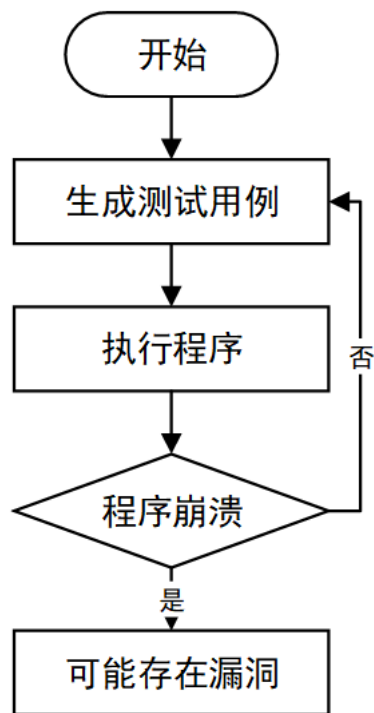 开始
生成测试用例
执行程序
否
程序崩溃
是
可能存在漏洞